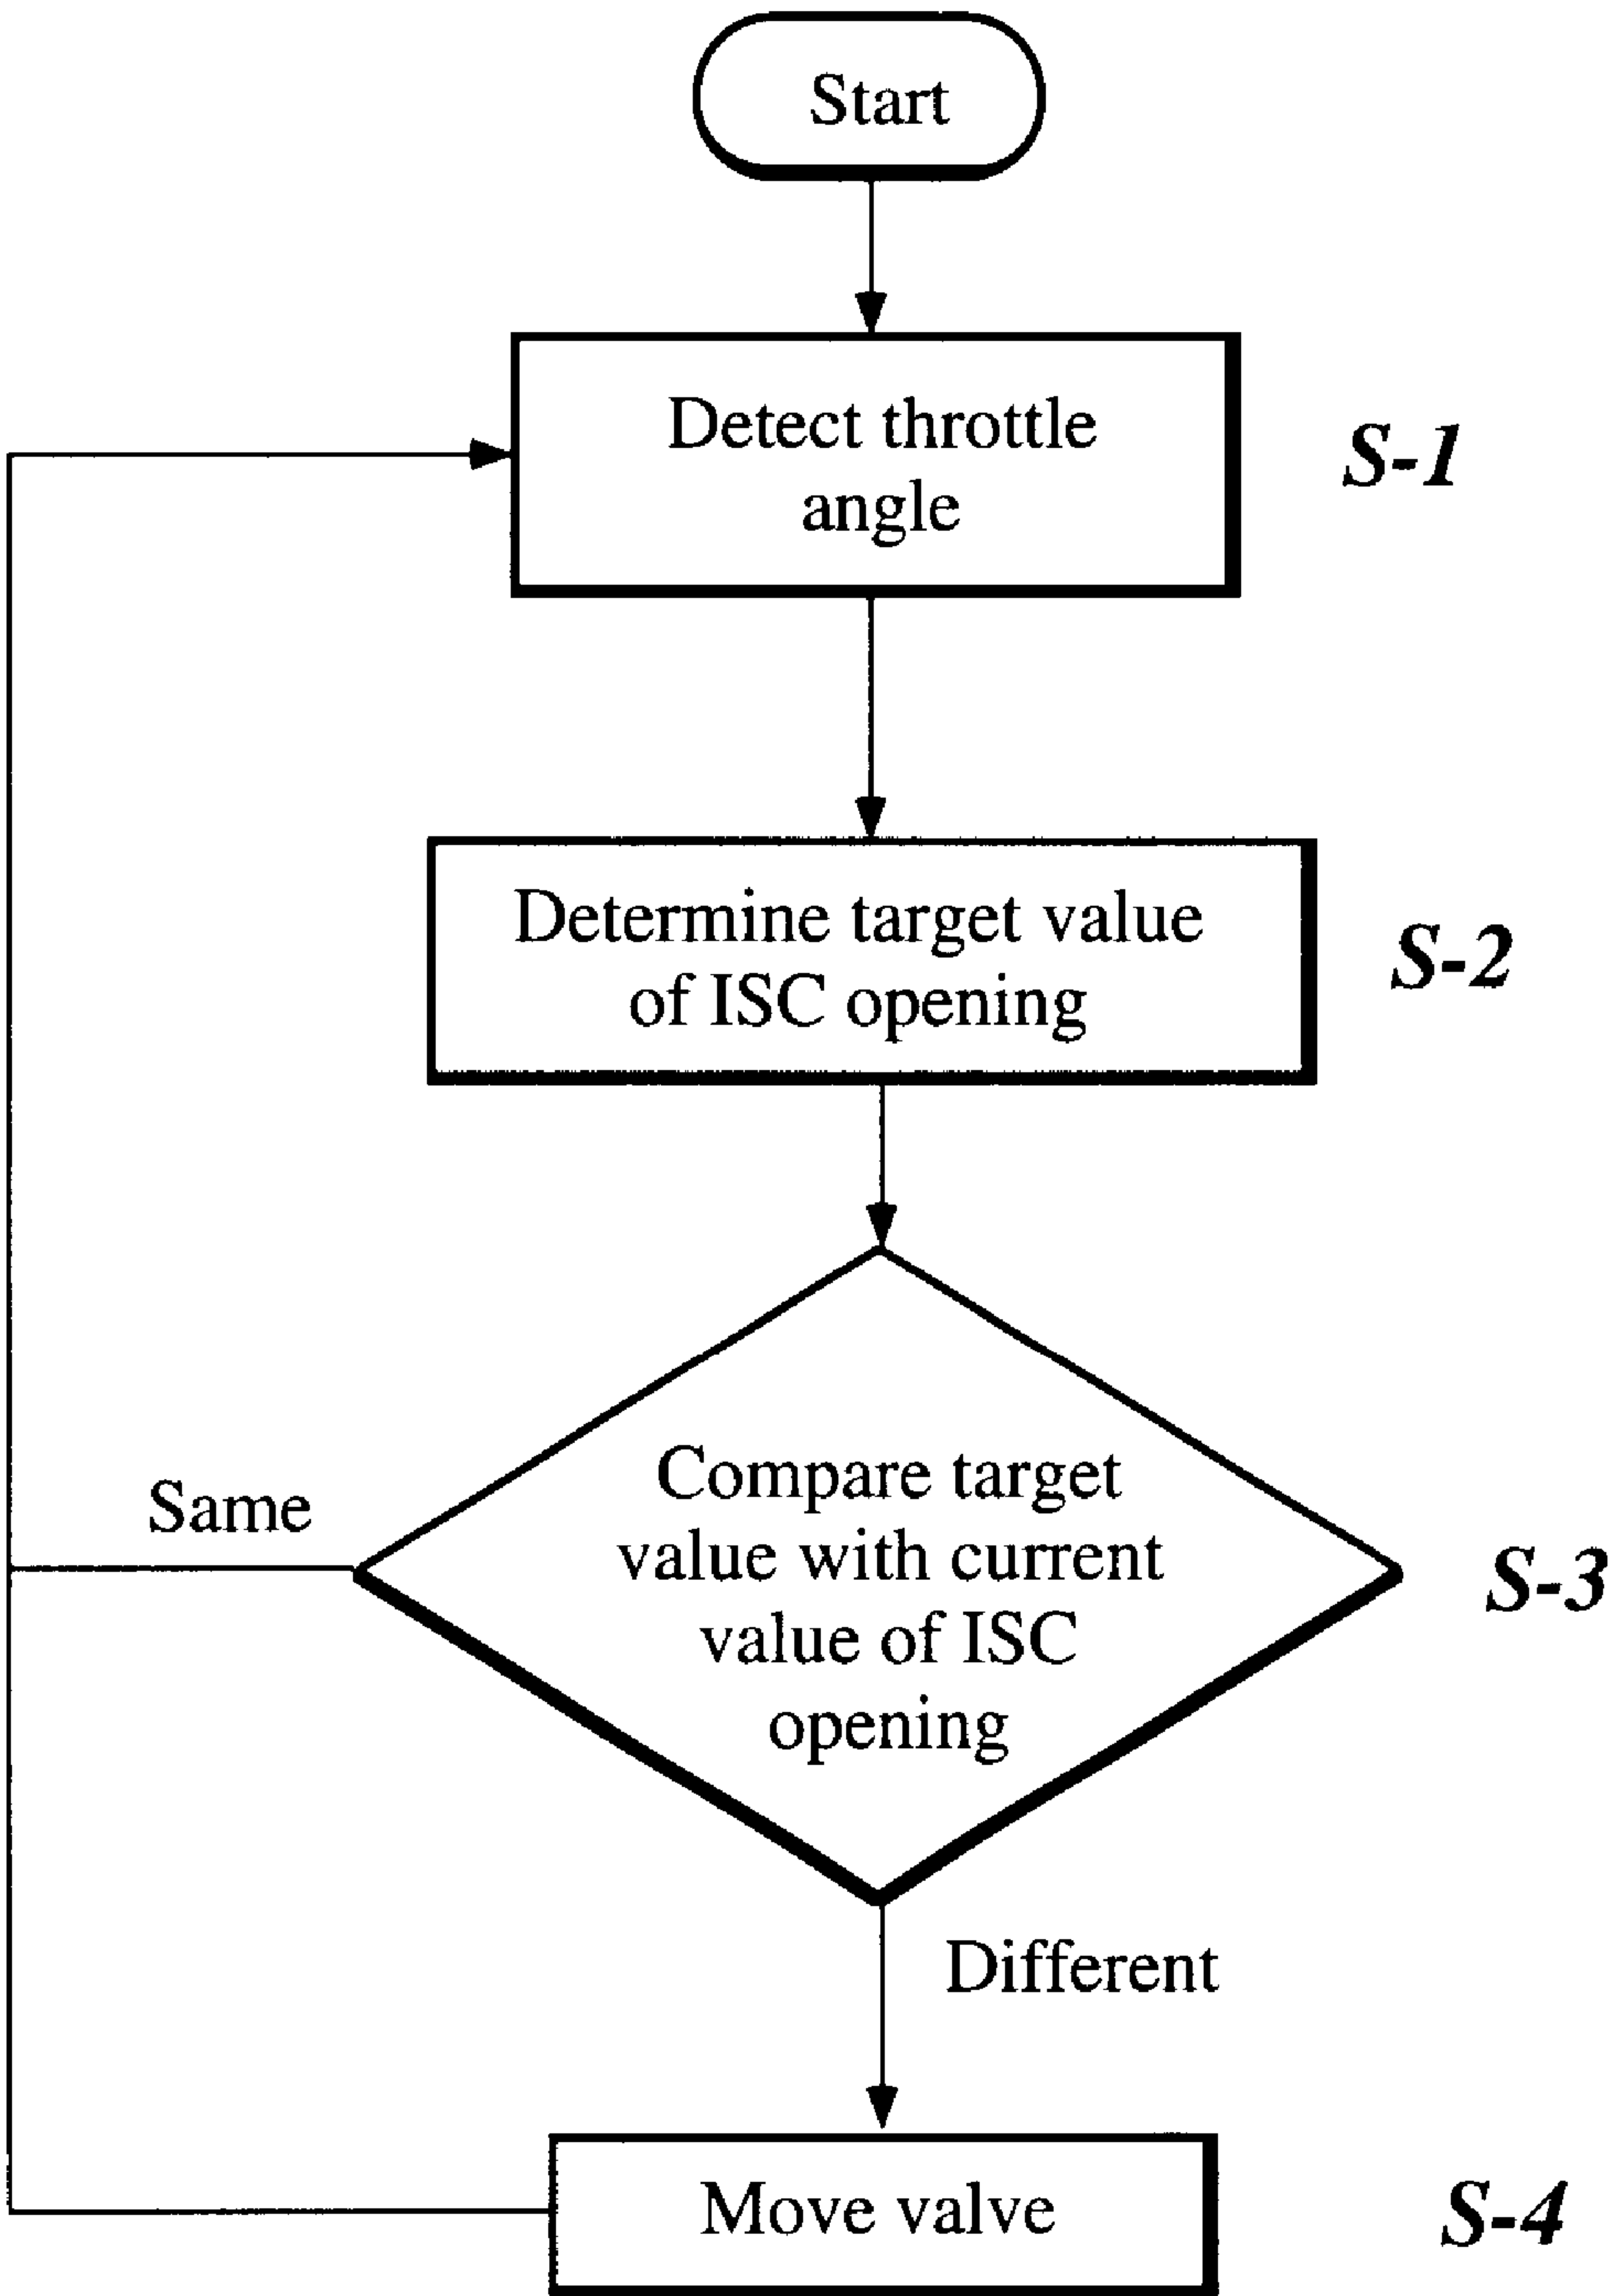 Start
Detect throttle
angle
S-1
Determine target value
of ISC opening
S-2
Compare target
value with current
value of ISC
opening
S-3
Same
Different
Move valve
S-4